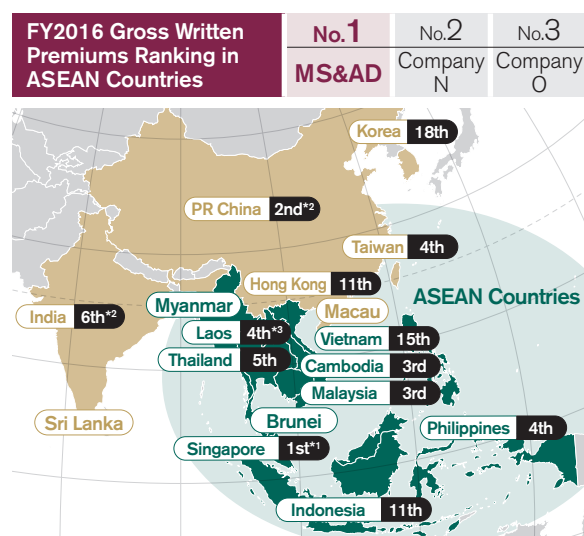 FY2016 Gross Written
Premiums Ranking in
ASEAN Countries
No.1
MS&AD
No.2
Company
N
No.3
Company
O
Korea 18th
PR China 2nd*2
Taiwan 4th
Hong Kong 11th
ASEAN Countries
Myanmar
Macau
India 6th*2
Laos 4th*3
Vietnam 15th
Thailand 5th
Cambodia 3rd
Malaysia 3rd
Sri Lanka
Brunei
Philippines 4th
Singapore 1st*1
Indonesia 11th